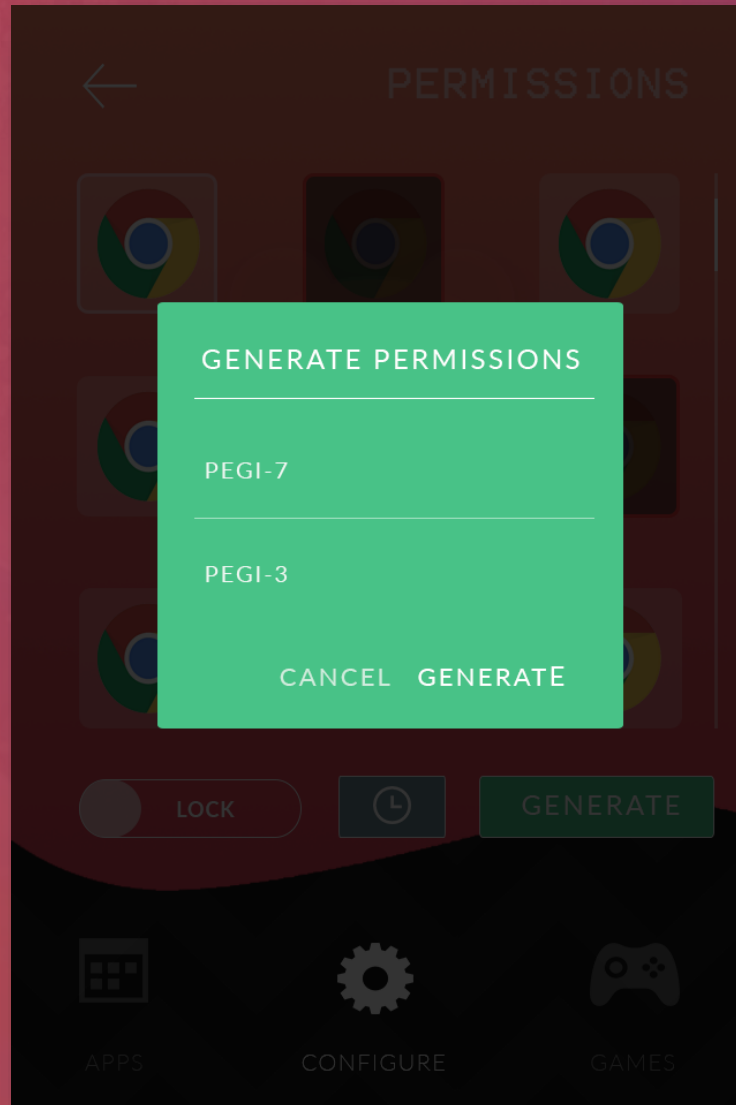 PERMISSIONS
GENERATE PERMISSIONS
PEGI-7
PEGI-3
CANCEL GENERATE
LOCK GENERATE
APPS CONFIGURE GAMES